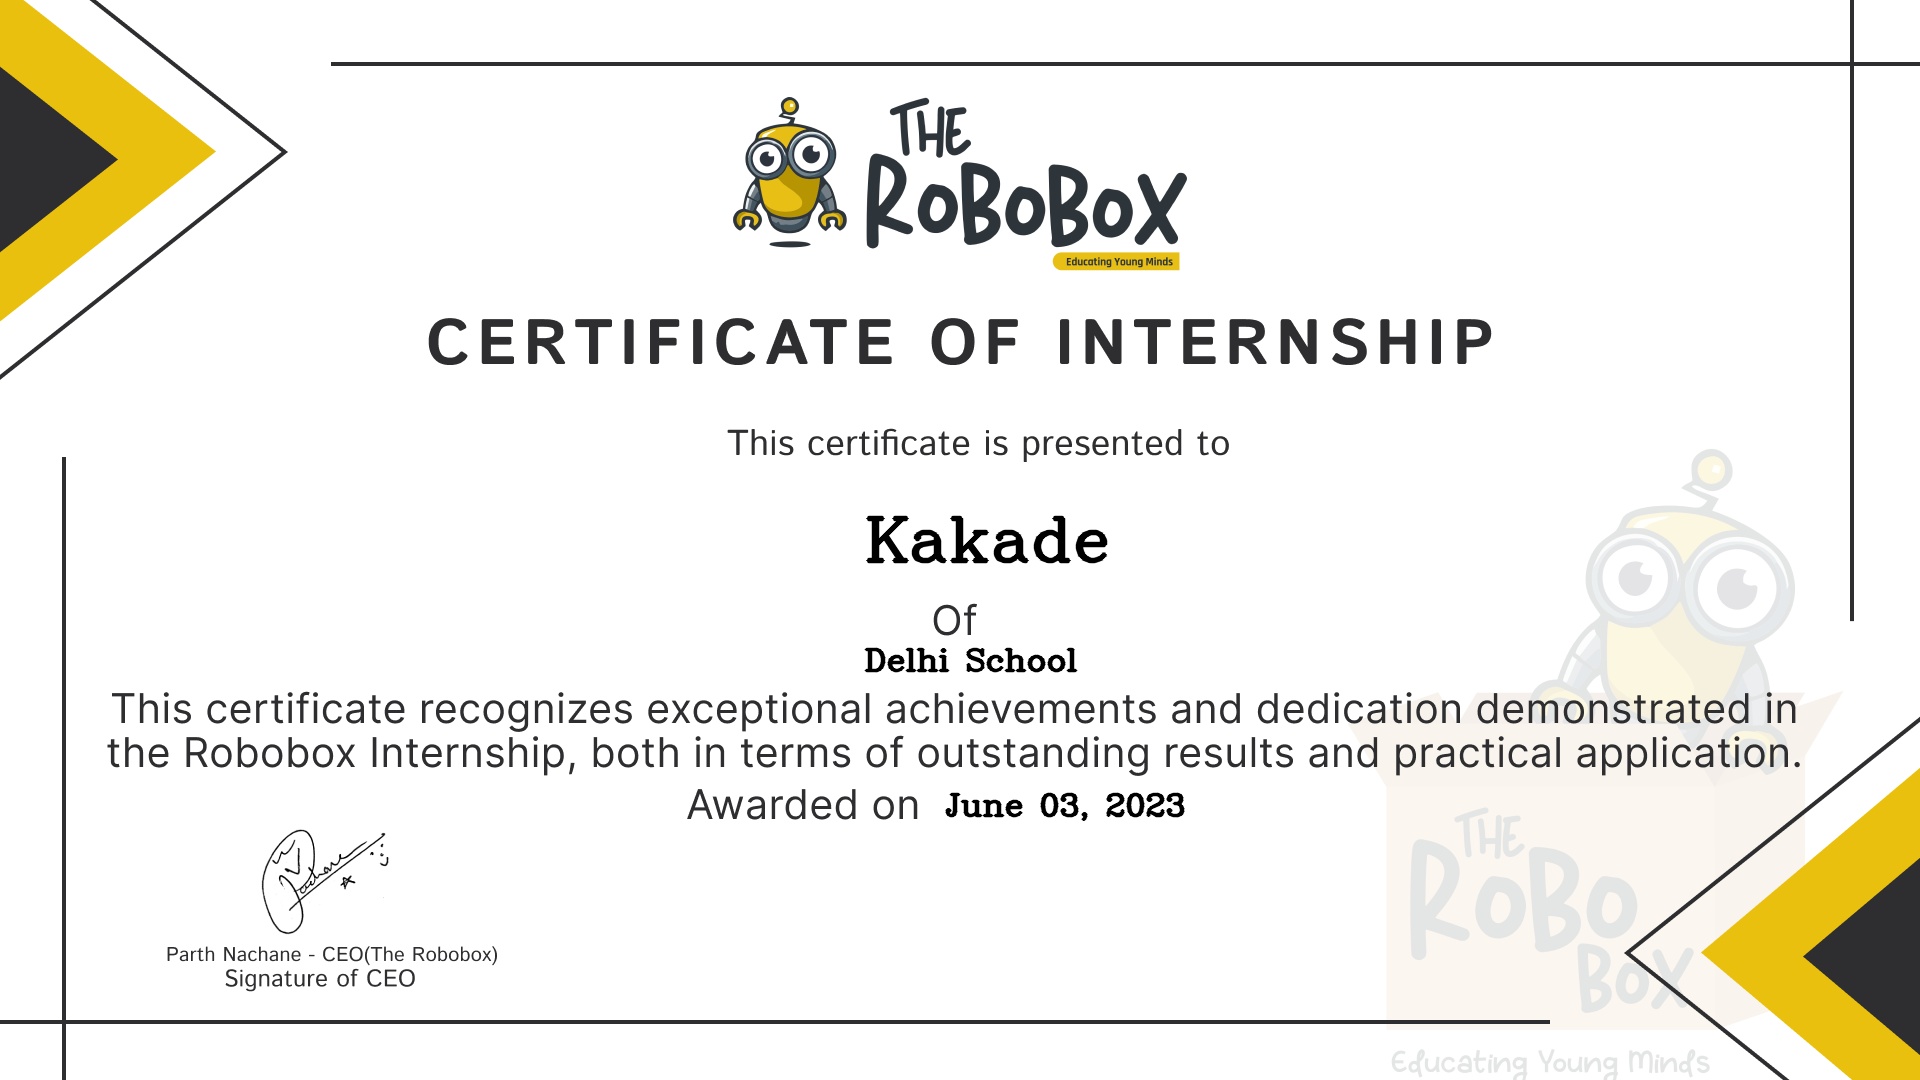 THE
ROBOBOX
Educating Young Minds
CERTIFICATE OF INTERNSHIP
This certificate is presented to
Kakade
Of
Delhi School
This certificate recognizes exceptional achievements and dedication demonstrated in
the Robobox Internship, both in terms of outstanding results and practical application.
Awarded on June 03, 2023
Parth Nachane - CEO(The Robobox)
Signature of CEO
THE
ROBO
BOX
Educating Young Minds